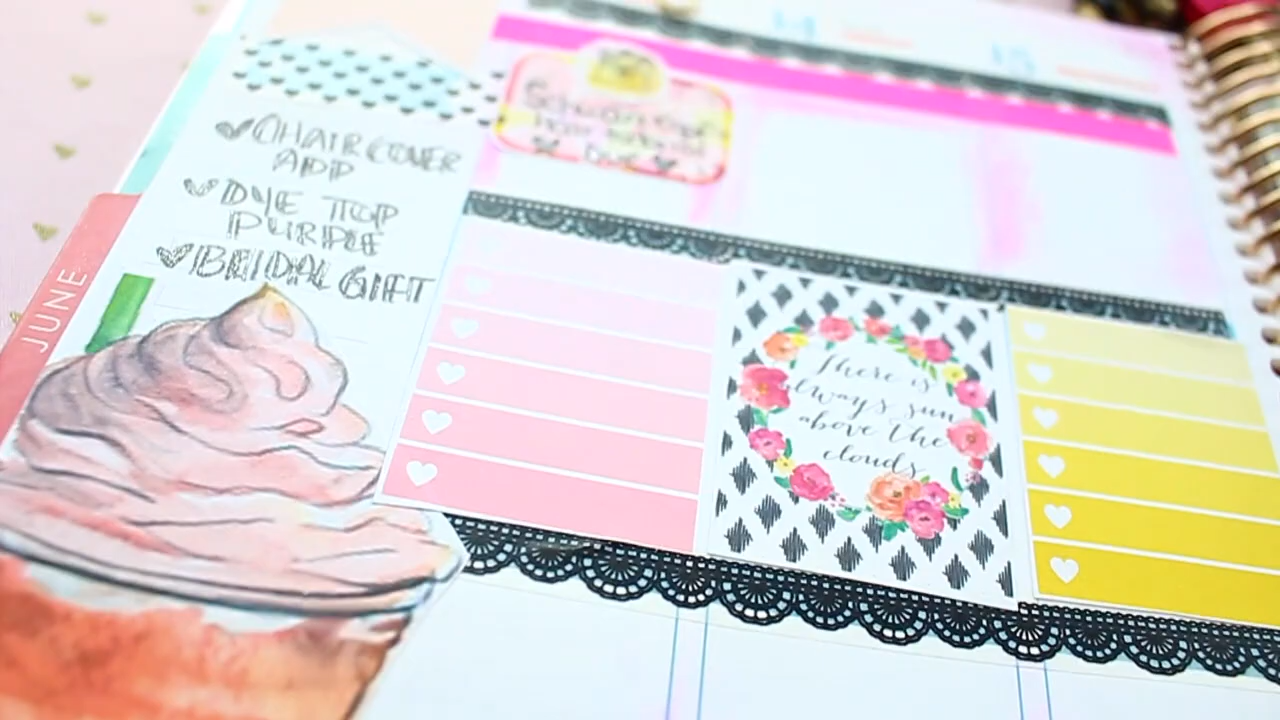 CHAIR COVER
APP
DYE TOP
PURPLE
BRIDAL GIFT
JUNE
There is
always sun
above the
clouds